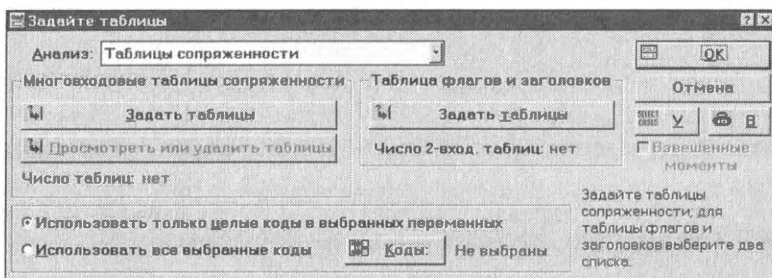 Задайте таблицы
Анализ: Таблицы сопряженности
OK
Многовходовые таблицы сопряженности
Таблица флагов и заголовков
Отмена
Задать таблицы
Задать таблицы
SELECT CASES У
В
Просмотреть или удалить таблицы
Число 2-вход. таблиц: нет
Взвешенные
моменты
Число таблиц: нет
Задайте таблицы
сопряженности; для
таблицы флагов и
заголовков выберите два
списка.
Использовать только целые коды в выбранных переменных
Использовать все выбранные коды
Коды:
Не выбраны